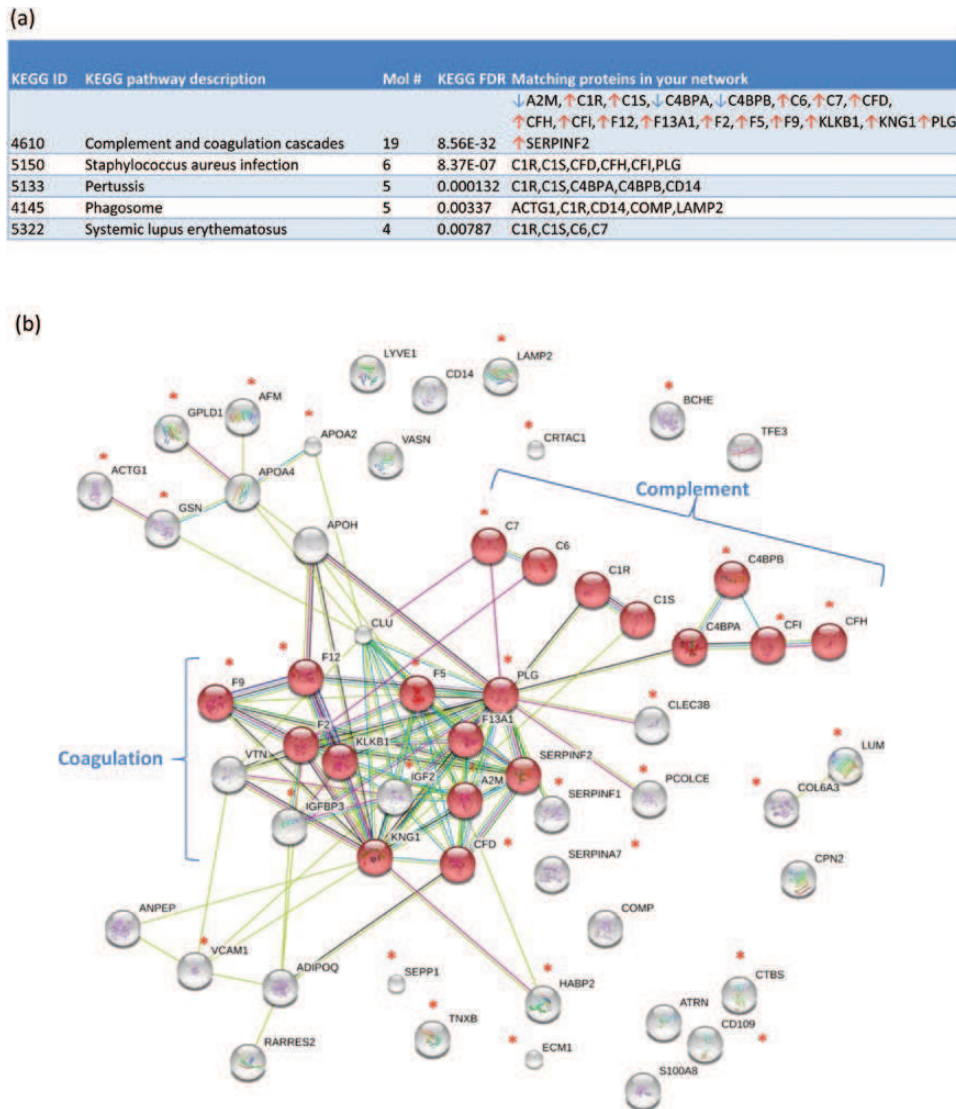 (a)
KEGG ID KEGG pathway description Mol # KEGG FDR Matching proteins in your network
↓A2M, ↑C1R, ↑C1S, ↓C4BPA, ↓C4BPB, ↑C6, ↑C7, ↑CFD,
↑CFH, ↑CFI, ↑F12, ↑F13A1, ↑F2, ↑F5, ↑F9, ↑KLKB1, ↑KNG1 ↑PLG
4610 Complement and coagulation cascades 19 8.56E-32 ↑SERPINF2
5150 Staphylococcus aureus infection 6 8.37E-07 C1R,C1S,CFD,CFH,CFI,PLG
5133 Pertussis 5 0.000132 C1R,C1S,C4BPA,C4BPB,CD14
4145 Phagosome 5 0.00337 ACTG1,C1R,CD14,COMP,LAMP2
5322 Systemic lupus erythematosus 4 0.00787 C1R,C1S,C6,C7
(b)
LYVE1
CD14
* LAMP2
* GPLD1
* AFM
* APOA2
* BCHE
TFE3
* CRTAC1
VASN
* ACTG1
* GSN
APOA4
APOH
Complement
* C7
C6
C1R
C1S
* C4BPB
C4BPA
* CFI
* CFH
CLU
* F9
* F12
* F5
* PLG
F2
KLKB1
F13A1
SERPINF2
Coagulation
VTN
* IGF2
A2M
* IGFBP3
KNG1
CFD *
* CLEC3B
* PCOLCE
* SERPINF1
SERPINA7 *
* LUM
* COL6A3
CPN2
COMP
ANPEP
* VCAM1
ADIPOQ
RARRES2
* SEPP1
* HABP2
* TNXB
* ECM1
* CTBS
ATRN
CD109 *
S100A8